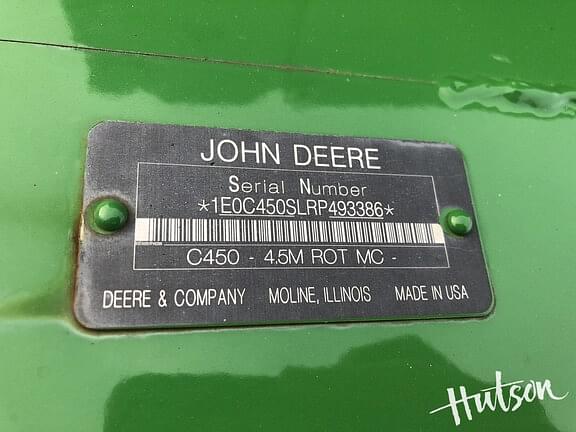 JOHN DEERE
Serial Number
*1E0C450SLRP493386*
C450 - 4.5M ROT MC -
DEERE & COMPANY MOLINE, ILLINOIS MADE IN USA
Hutson